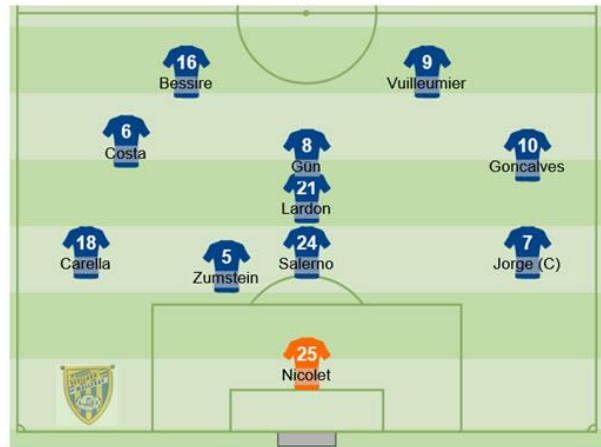 16
Bessire
9
Vuilleumier
6
Costa
8
Gün
10
Goncalves
21
Lardon
18
Carella
5
Zumstein
24
Salerno
7
Jorge (C)
25
Nicolet